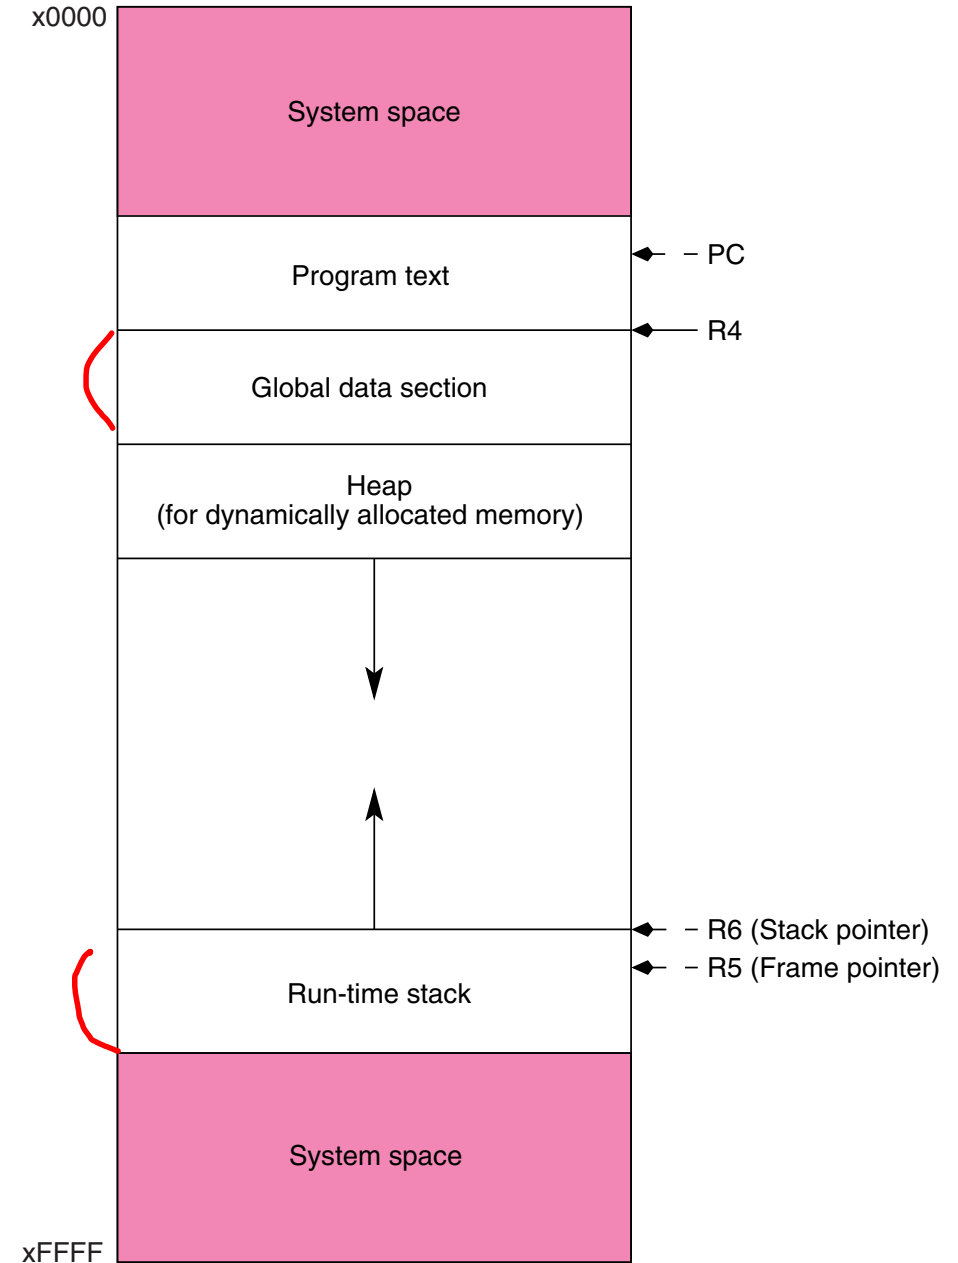 x0000
System space
Program text
PC
R4
Global data section
Heap
(for dynamically allocated memory)
R6 (Stack pointer)
R5 (Frame pointer)
Run-time stack
System space
xFFFF